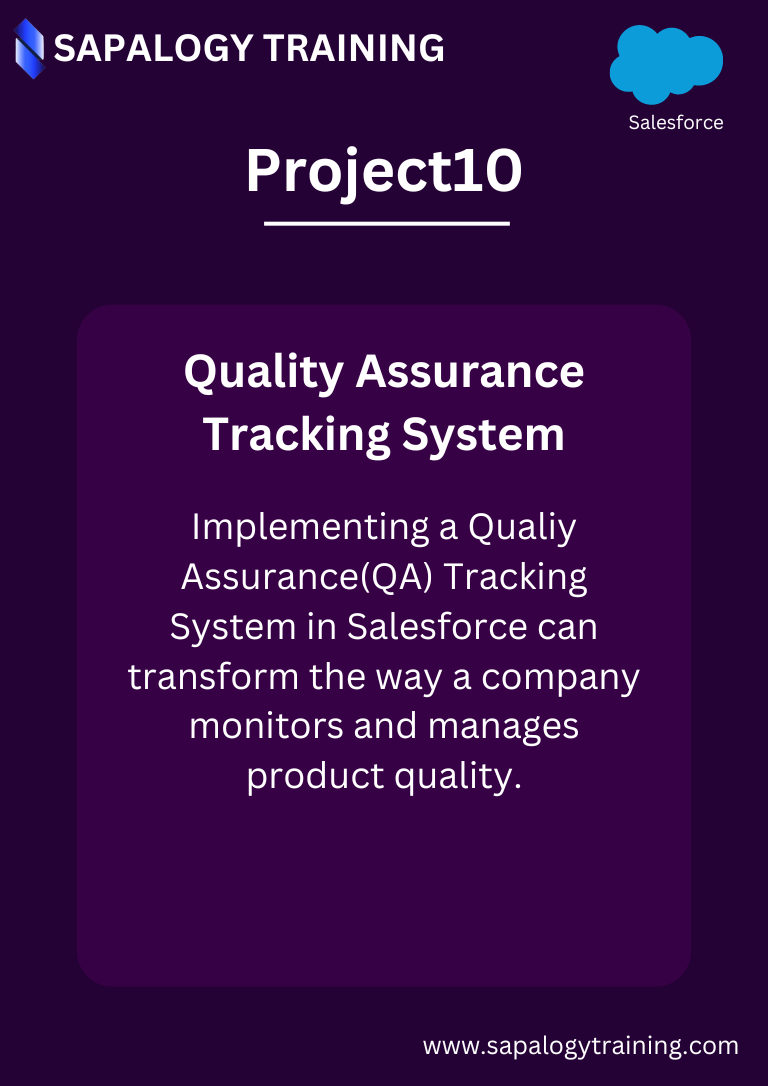 SAPALOGY TRAINING
Salesforce
Project10
Quality Assurance
Tracking System
Implementing a Qualiy
Assurance(QA) Tracking
System in Salesforce can
transform the way a company
monitors and manages
product quality.
www.sapalogytraining.com